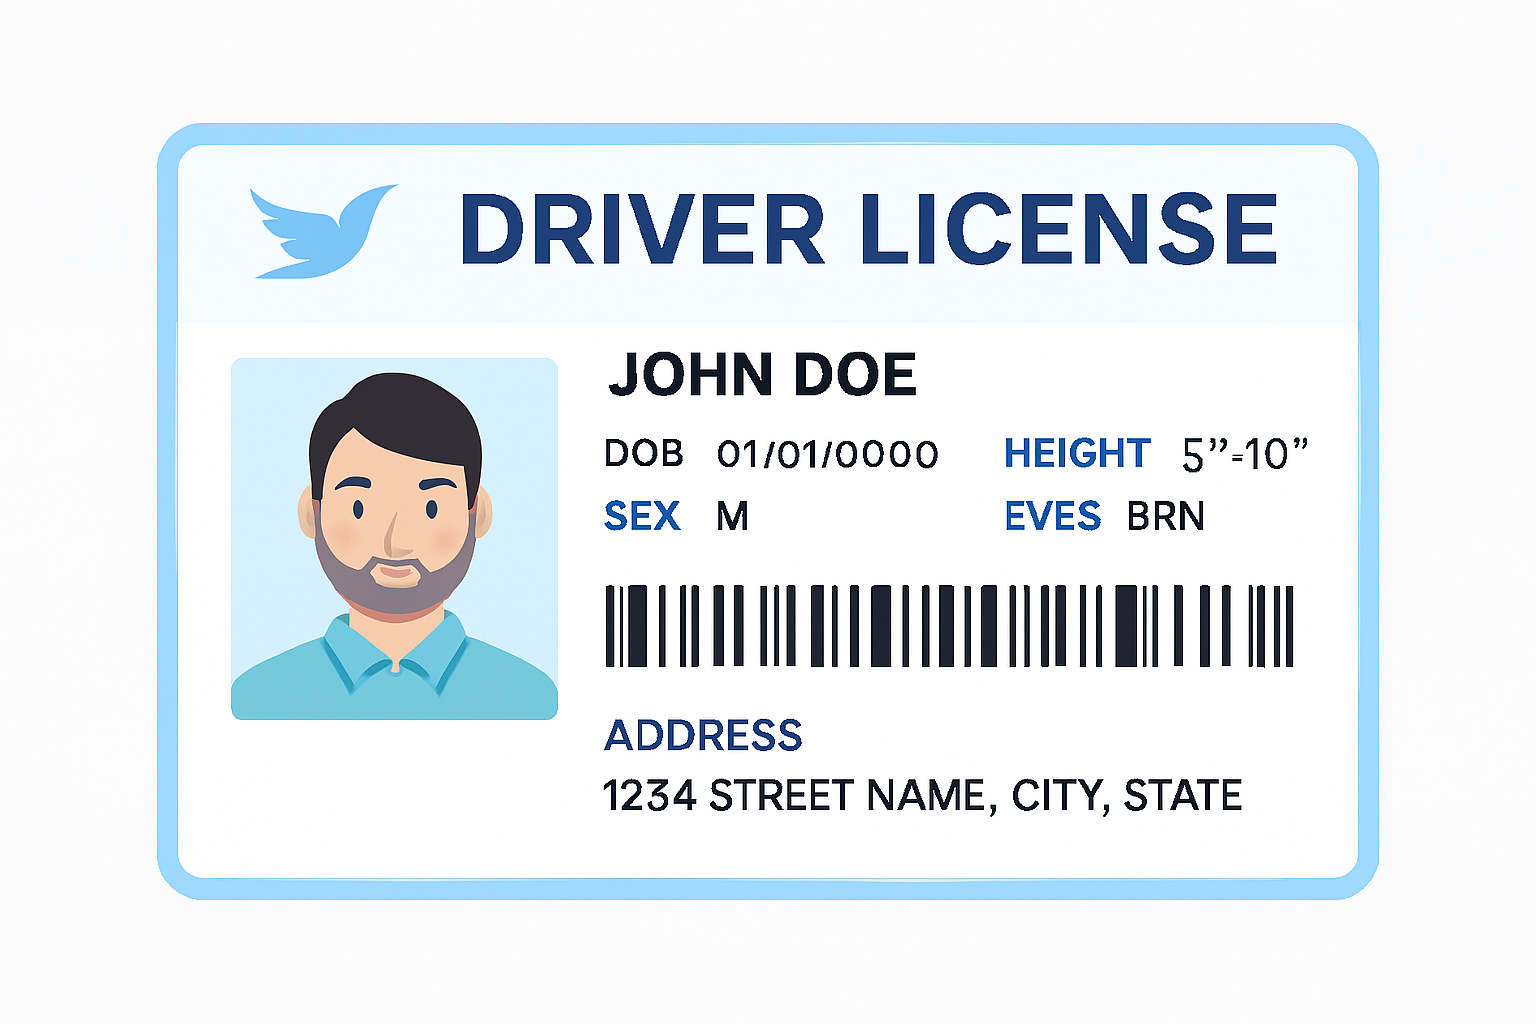 DRIVER LICENSE
JOHN DOE
DOB 01/01/0000 HEIGHT 5”=10”
SEX M EVES BRN
ADDRESS
1234 STREET NAME, CITY, STATE